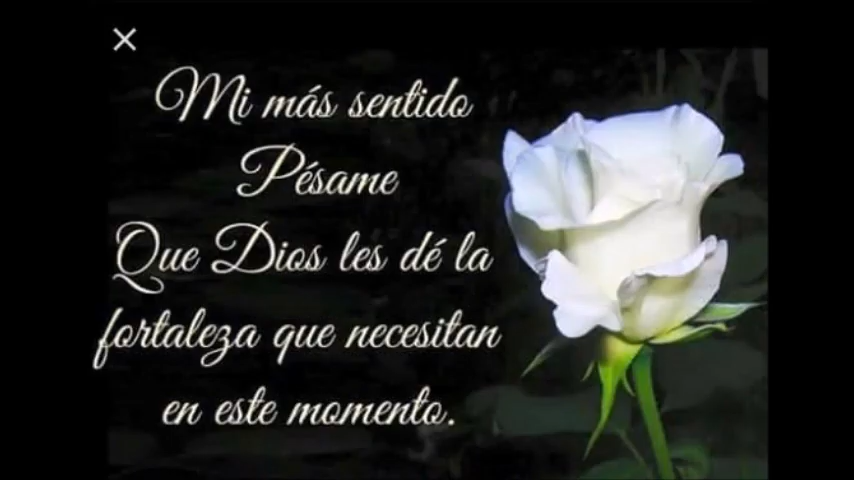 Mi más sentido
Pésame
Que Dios les dé la
fortaleza que necesitan
en este momento.